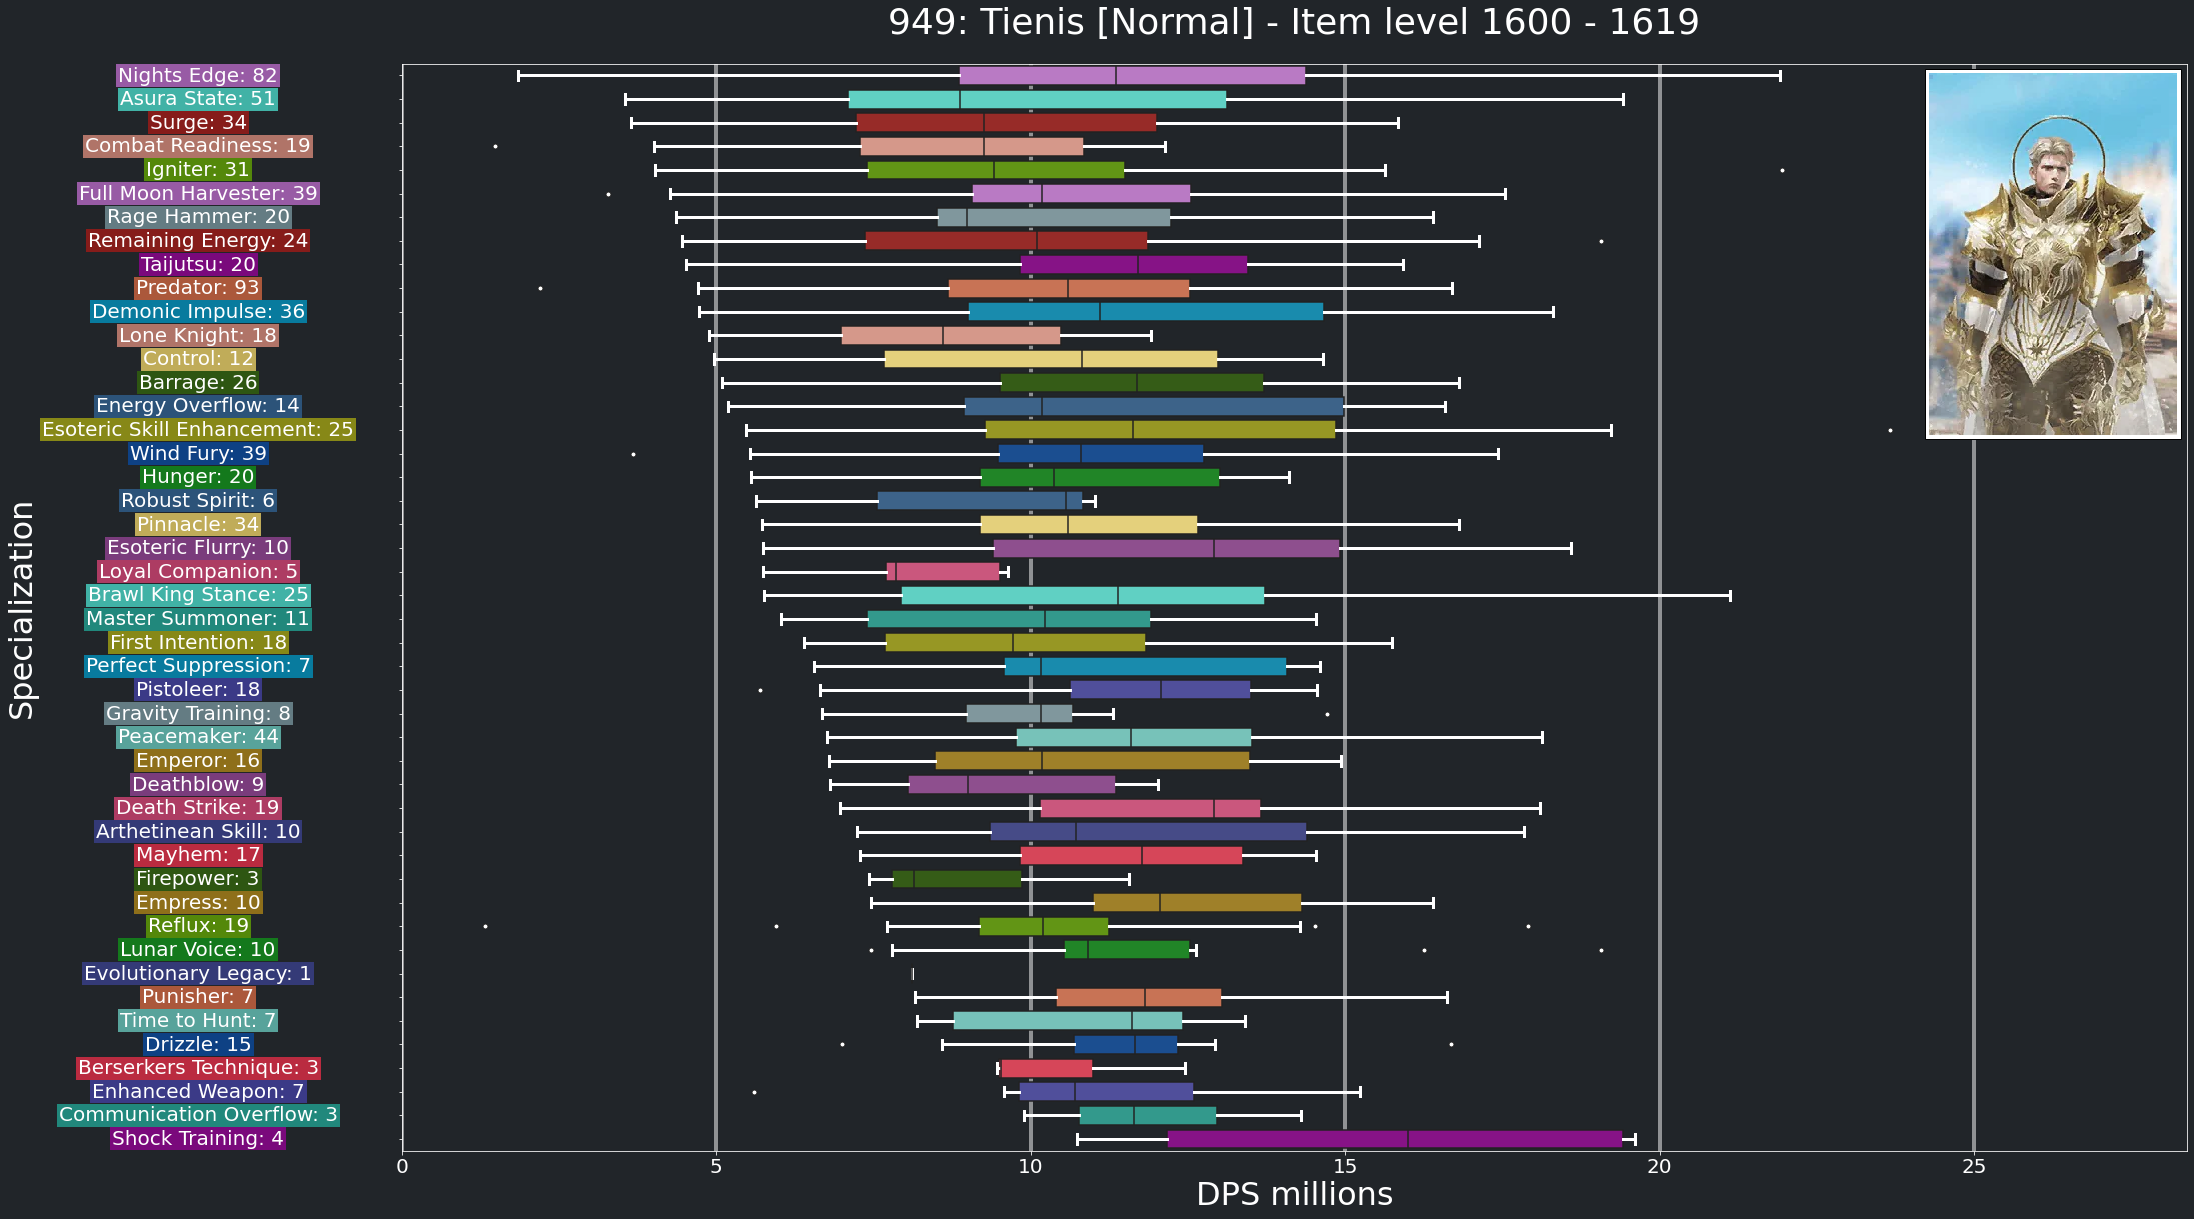 949: Tienis [Normal] - Item level 1600 - 1619
Nights Edge: 82
Asura State: 51
Surge: 34
Combat Readiness: 19
Igniter: 31
Full Moon Harvester: 39
Rage Hammer: 20
Remaining Energy: 24
Taijutsu: 20
Predator: 93
Demonic Impulse: 36
Lone Knight: 18
Control: 12
Barrage: 26
Energy Overflow: 14
Esoteric Skill Enhancement: 25
Wind Fury: 39
Hunger: 20
Robust Spirit: 6
Pinnacle: 34
Esoteric Flurry: 10
Loyal Companion: 5
Brawl King Stance: 25
Master Summoner: 11
First Intention: 18
Perfect Suppression: 7
Pistoleer: 18
Gravity Training: 8
Peacemaker: 44
Emperor: 16
Deathblow: 9
Death Strike: 19
Arthetinean Skill: 10
Mayhem: 17
Firepower: 3
Empress: 10
Reflux: 19
Lunar Voice: 10
Evolutionary Legacy: 1
Punisher: 7
Time to Hunt: 7
Drizzle: 15
Berserkers Technique: 3
Enhanced Weapon: 7
Communication Overflow: 3
Shock Training: 4
Specialization
0 5 10 15 20 25
DPS millions